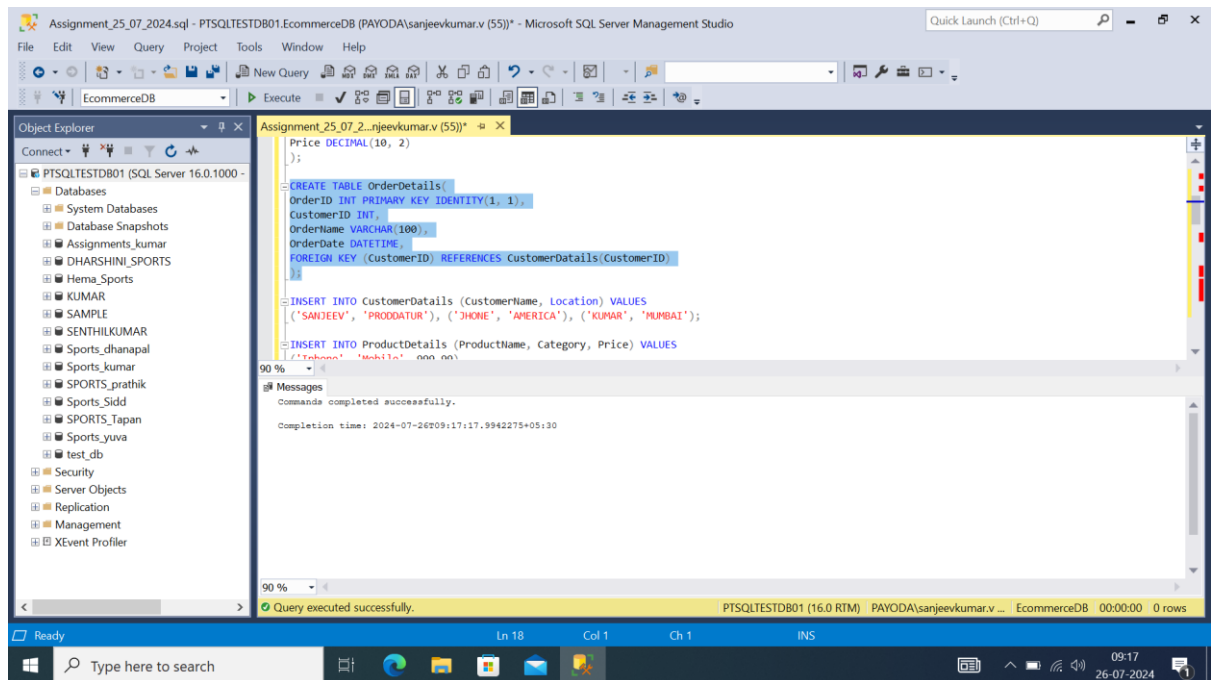 Assignment_25_07_2024.sql - PTSQLTESTDB01.EcommerceDB (PAYODA\sanjeevkumar.v (55))* - Microsoft SQL Server Management Studio
Quick Launch (Ctrl+Q)
File Edit View Query Project Tools Window Help
New Query
EcommerceDB
Execute
Object Explorer
Connect
PTSQLTESTDB01 (SQL Server 16.0.1000 -
Databases
System Databases
Database Snapshots
Assignments_kumar
DHARSHINI_SPORTS
Hema_Sports
KUMAR
SAMPLE
SENTHILKUMAR
Sports_dhanapal
Sports_kumar
SPORTS_prathik
Sports_Sidd
SPORTS_Tapan
Sports_yuva
test_db
Security
Server Objects
Replication
Management
XEvent Profiler
Assignment_25_07_2...njeevkumar.v (55))*
Price DECIMAL(10, 2)
);
CREATE TABLE OrderDetails(
OrderID INT PRIMARY KEY IDENTITY(1, 1),
CustomerID INT,
OrderName VARCHAR(100),
OrderDate DATETIME,
FOREIGN KEY (CustomerID) REFERENCES CustomerDatails(CustomerID)
);
INSERT INTO CustomerDatails (CustomerName, Location) VALUES
('SANJEEV', 'PRODDATUR'), ('JHONE', 'AMERICA'), ('KUMAR', 'MUMBAI');
INSERT INTO ProductDetails (ProductName, Category, Price) VALUES
('Iphone', 'Mobile', 999.99)
90 %
Messages
Commands completed successfully.
Completion time: 2024-07-26T09:17:17.9942275+05:30
90 %
Query executed successfully.
PTSQLTESTDB01 (16.0 RTM) PAYODA\sanjeevkumar.v ... EcommerceDB 00:00:00 0 rows
Ready
Ln 18 Col 1 Ch 1 INS
Type here to search
09:17
26-07-2024
1